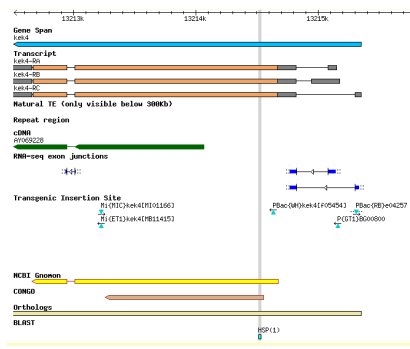 13213k 13214k 13215k
Gene Span
kek4
Transcript
kek4-RA
kek4-RB
kek4-RC
Natural TE (only visible below 300Kb)
Repeat region
cDNA
AY069228
RNA-seq exon junctions
Transgenic Insertion Site
Mi{MIC}kek4[MI01166] PBac{WH}kek4[f05454] PBac{RB}e04257
Mi{ET1}kek4[MB11415] P{GT1}BG00800
NCBI Gnomon
CONGO
Orthologs
BLAST
HSP(1)